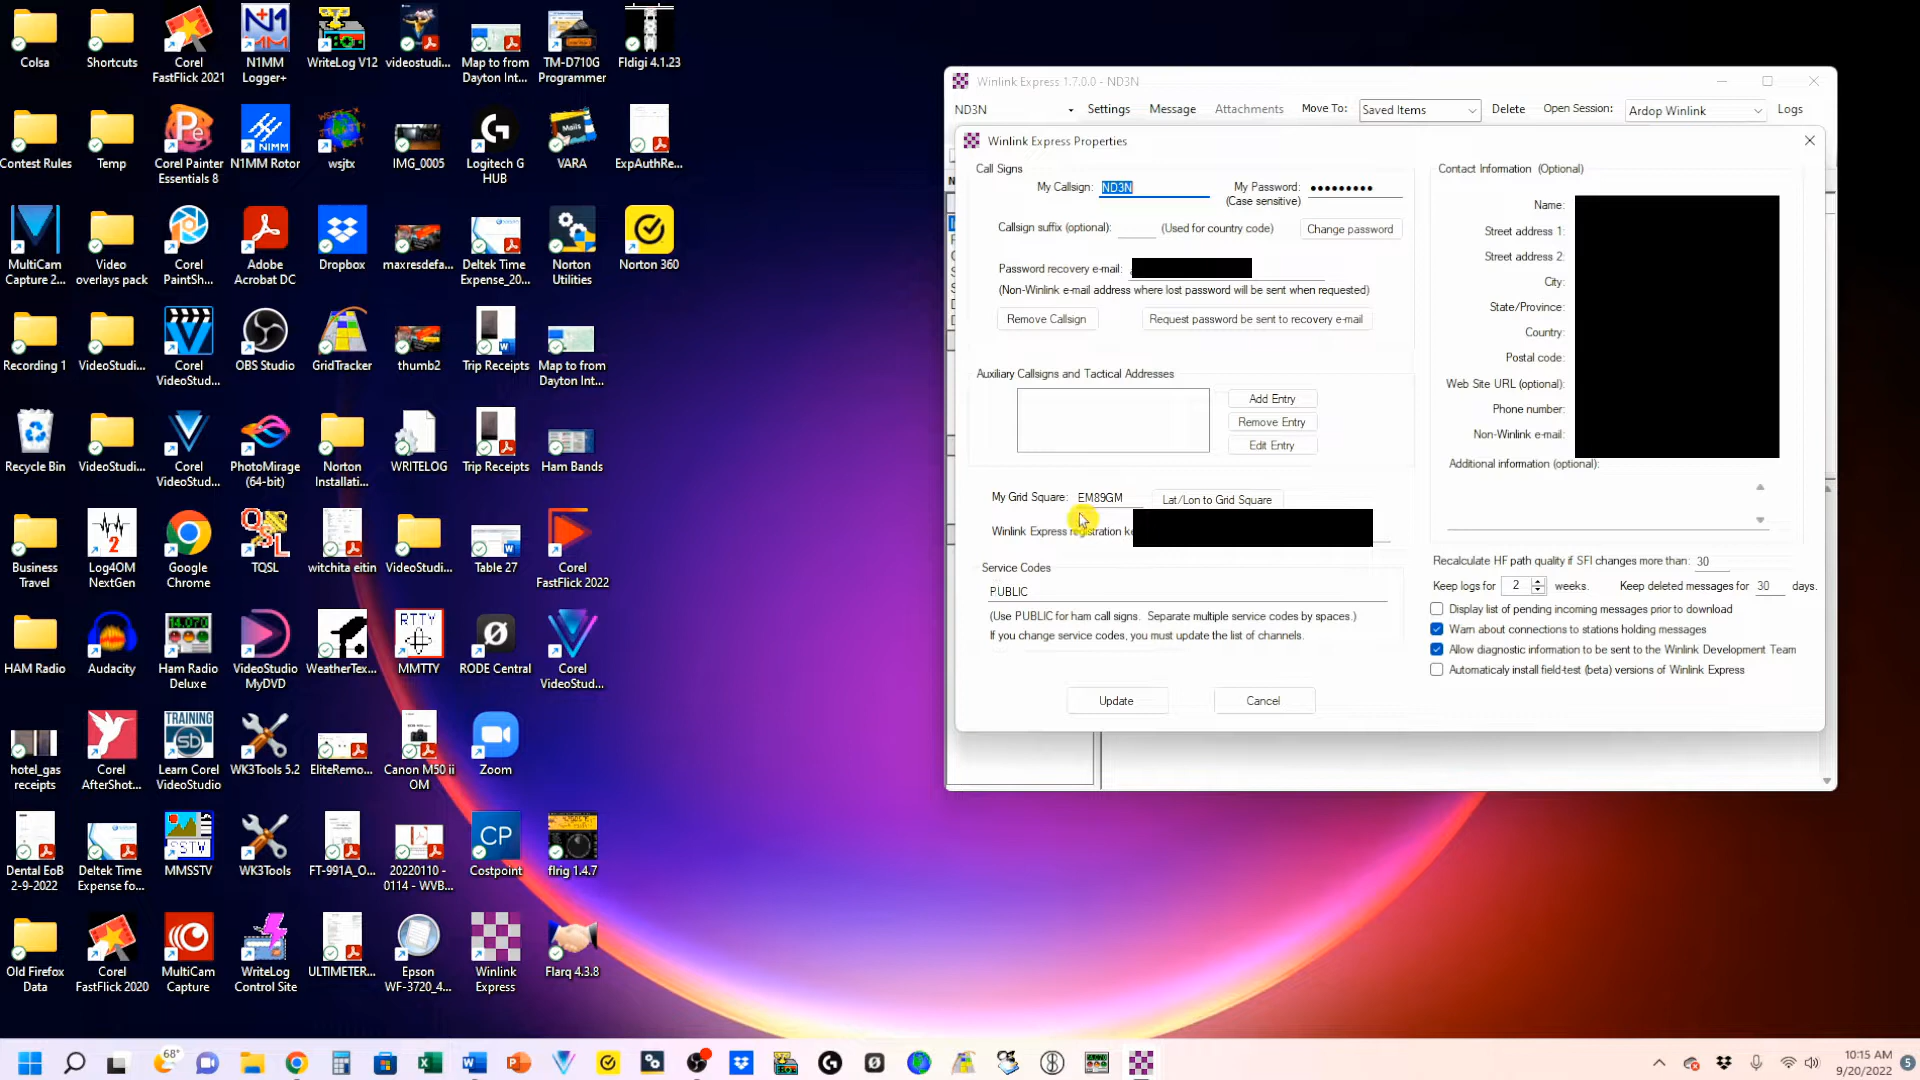 Colsa
Shortcuts
Corel
FastFlick 2021
N1MM
Logger+
WriteLog V12
videostudi...
Map to from
Dayton Int...
TM-D710G
Programmer
Fldigi 4.1.23
Contest Rules
Temp
Corel Painter
Essentials 8
N1MM Rotor
wsjtx
IMG_0005
Logitech G
HUB
VARA
ExpAuthRe...
MultiCam
Capture 2...
Video
overlays pack
Corel
PaintSh...
Adobe
Acrobat DC
Dropbox
maxresdefa...
Deltek Time
Expense_20...
Norton
Utilities
Norton 360
Recording 1
VideoStudi...
Corel
VideoStud...
OBS Studio
GridTracker
thumb2
Trip Receipts
Map to from
Dayton Int...
Recycle Bin
VideoStudi...
Corel
VideoStud...
PhotoMirage
(64-bit)
Norton
Installati...
WRITELOG
Trip Receipts
Ham Bands
Business
Travel
Log4OM
NextGen
Google
Chrome
TQSL
witchita eitin
VideoStudi...
Table 27
Corel
FastFlick 2022
HAM Radio
Audacity
Ham Radio
Deluxe
VideoStudio
MyDVD
WeatherTex...
MMTTY
RODE Central
Corel
VideoStud...
hotel_gas
receipts
Corel
AfterShot...
Learn Corel
VideoStudio
WK3Tools 5.2
EliteRemo...
Canon M50 ii
OM
Zoom
Dental EoB
2-9-2022
Deltek Time
Expense fo...
MMSSTV
WK3Tools
FT-991A_O...
20220110 -
0114 - WVB...
Costpoint
flrig 1.4.7
Old Firefox
Data
Corel
FastFlick 2020
MultiCam
Capture
WriteLog
Control Site
ULTIMETER...
Epson
WF-3720_4...
Winlink
Express
Flarq 4.3.8
Winlink Express 1.7.0.0 - ND3N
ND3N Settings Message Attachments Move To: Saved Items Delete Open Session: Ardop Winlink Logs
Winlink Express Properties
Call Signs
My Callsign: ND3N My Password: •••••••••
(Case sensitive)
Callsign suffix (optional): (Used for country code) Change password
Password recovery e-mail:
(Non-Winlink e-mail address where lost password will be sent when requested)
Remove Callsign Request password be sent to recovery e-mail
Auxiliary Callsigns and Tactical Addresses
Add Entry
Remove Entry
Edit Entry
My Grid Square: EM89GM Lat/Lon to Grid Square
Winlink Express registration ke
Service Codes
PUBLIC
(Use PUBLIC for ham call signs. Separate multiple service codes by spaces.)
If you change service codes, you must update the list of channels.
Update Cancel
Contact Information (Optional)
Name:
Street address 1:
Street address 2:
City:
State/Province:
Country:
Postal code:
Web Site URL (optional):
Phone number:
Non-Winlink e-mail:
Additional information (optional):
Recalculate HF path quality if SFI changes more than: 30
Keep logs for 2 weeks. Keep deleted messages for 30 days.
Display list of pending incoming messages prior to download
Warn about connections to stations holding messages
Allow diagnostic information to be sent to the Winlink Development Team
Automaticaly install field-test (beta) versions of Winlink Express
68°
10:15 AM
9/20/2022
5